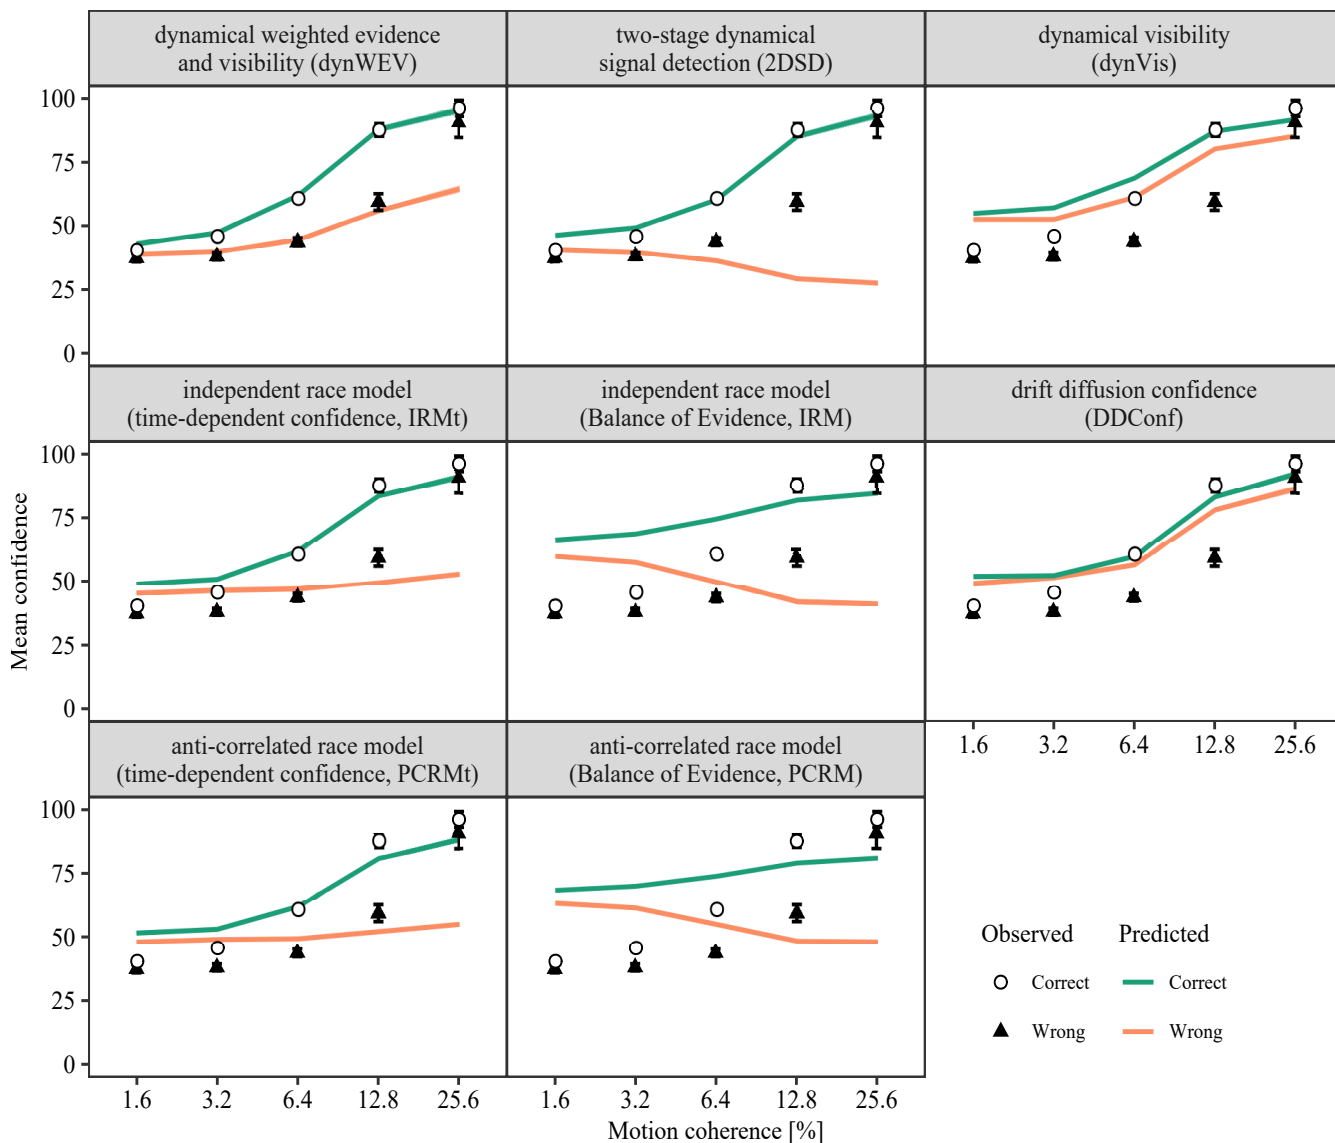 dynamical weighted evidence
and visibility (dynWEV)
two-stage dynamical
signal detection (2DSD)
dynamical visibility
(dynVis)
100
75
50
25
0
independent race model
(time-dependent confidence, IRMt)
independent race model
(Balance of Evidence, IRM)
drift diffusion confidence
(DDConf)
Mean confidence
100
75
50
25
0
1.6 3.2 6.4 12.8 25.6
anti-correlated race model
(time-dependent confidence, PCRMt)
anti-correlated race model
(Balance of Evidence, PCRM)
100
75
50
25
0
Observed Predicted
Correct Correct
Wrong Wrong
1.6 3.2 6.4 12.8 25.6 1.6 3.2 6.4 12.8 25.6
Motion coherence [%]